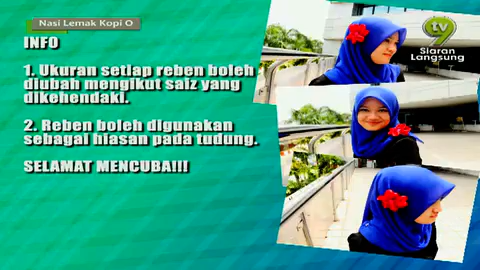 Nasi Lemak Kopi O
INFO
1. Ukuran setiap reben boleh
diubah mengikut saiz yang
dikehendaki.
2. Reben boleh digunakan
sebagai hiasan pada tudung.
SELAMAT MENCUBA!!!
tv9
Siaran
Langsung